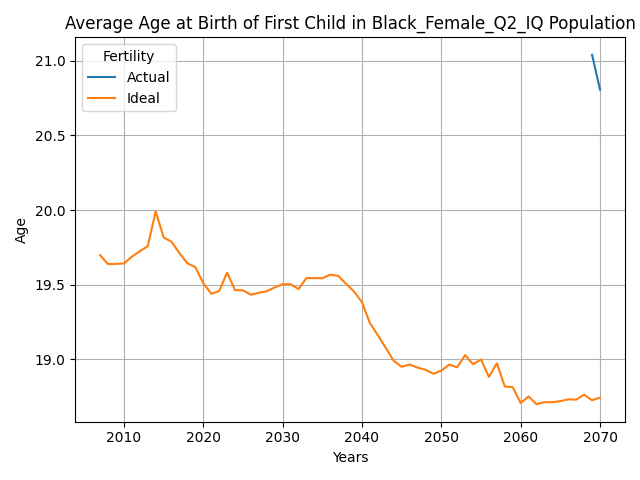 Average Age at Birth of First Child in Black_Female_Q2_IQ Population
Fertility
Actual
Ideal
21.0
20.5
20.0
19.5
19.0
Age
2010 2020 2030 2040 2050 2060 2070
Years